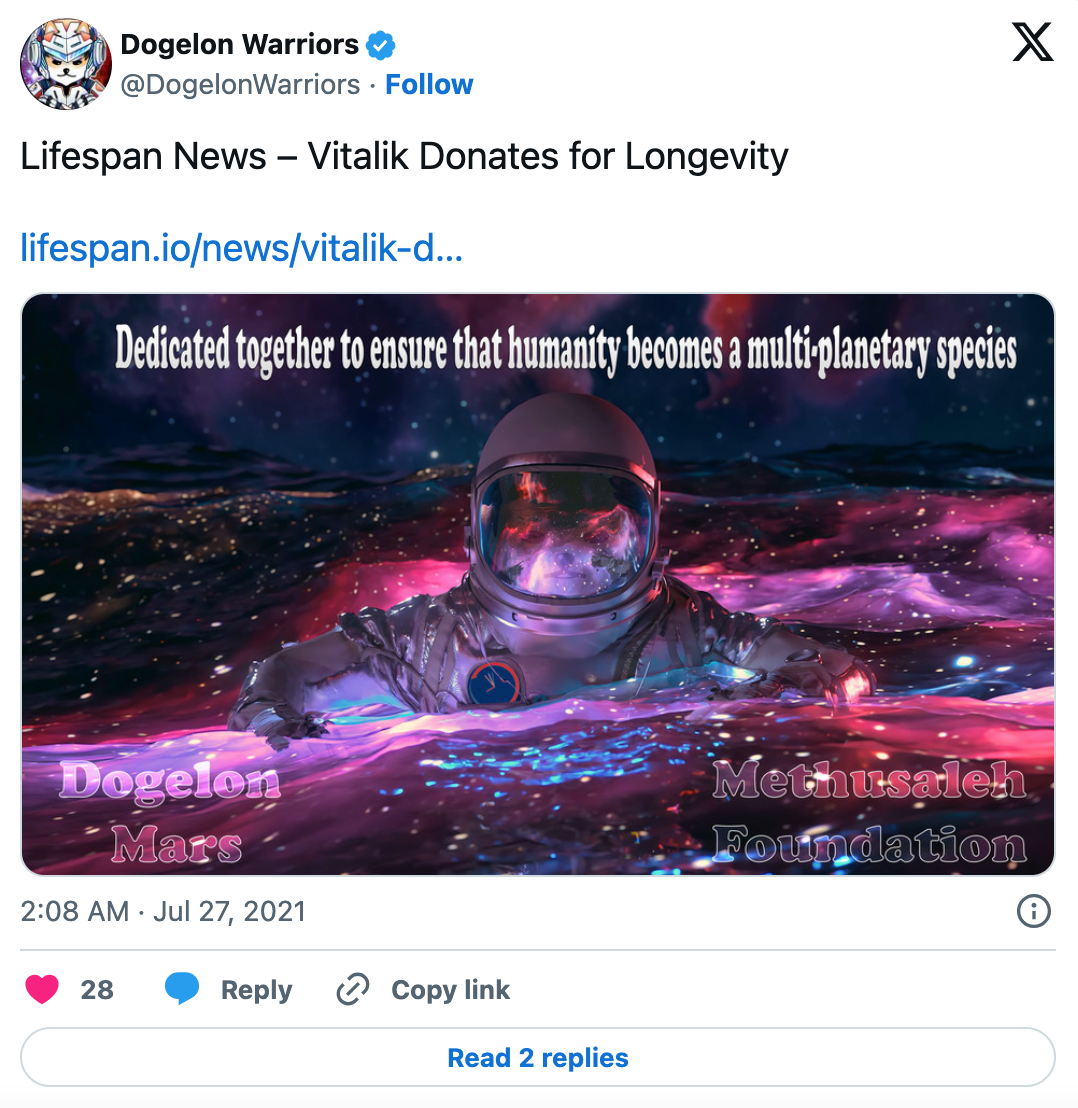 Dogelon Warriors
@DogelonWarriors · Follow
Lifespan News – Vitalik Donates for Longevity
lifespan.io/news/vitalik-d...
Dedicated together to ensure that humanity becomes a multi-planetary species
Dogelon
Mars
Methusaleh
Foundation
2:08 AM · Jul 27, 2021
28 Reply Copy link
Read 2 replies